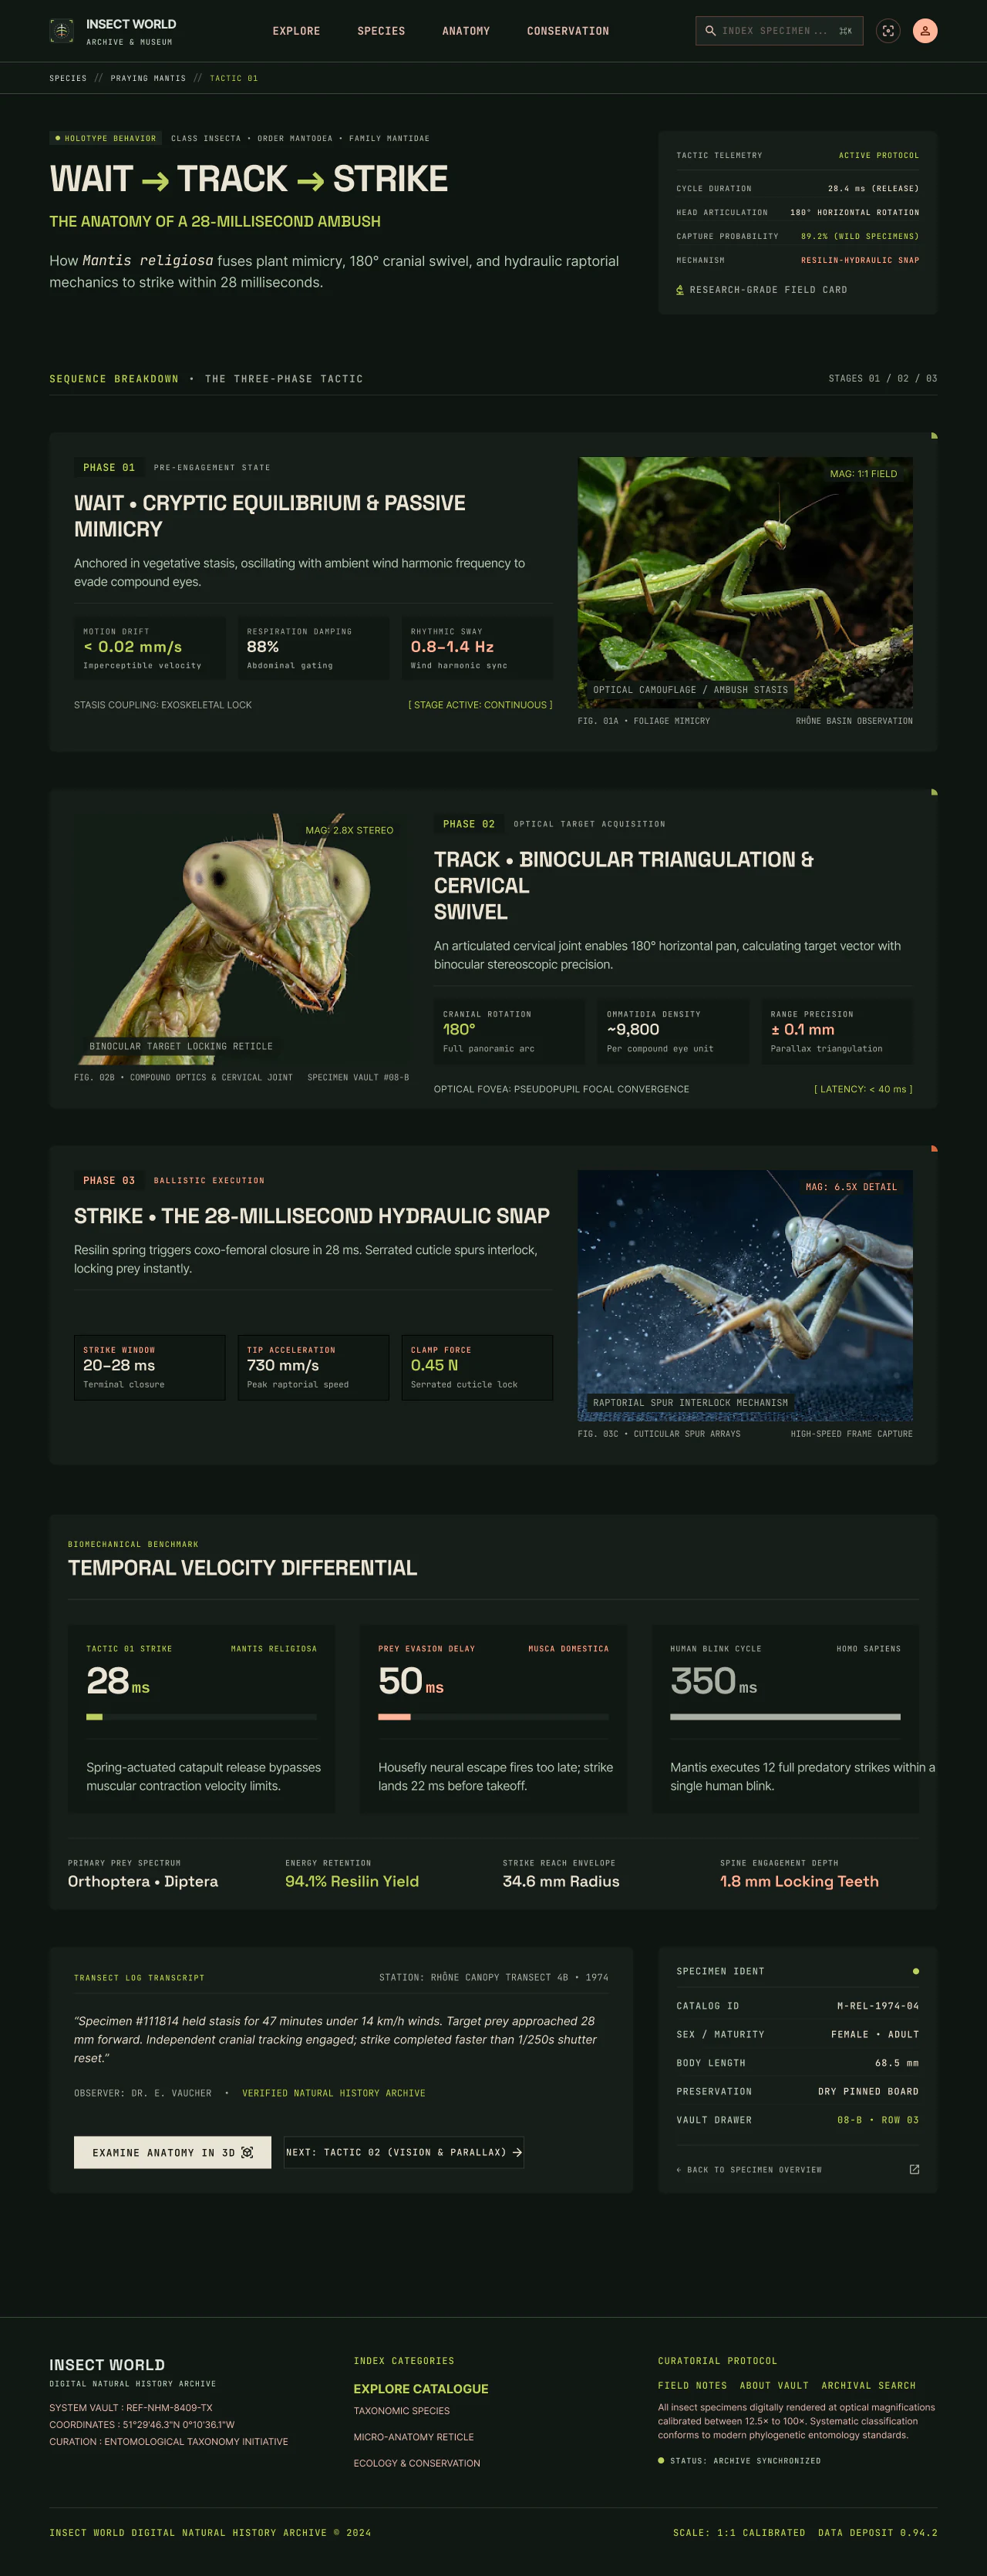 INSECT WORLD
ARCHIVE & MUSEUM
EXPLORE
SPECIES
ANATOMY
CONSERVATION
INDEX SPECIMEN... ⌘K
SPECIES // PRAYING MANTIS // TACTIC 01
HOLOTYPE BEHAVIOR
CLASS INSECTA • ORDER MANTODEA • FAMILY MANTIDAE
WAIT → TRACK → STRIKE
THE ANATOMY OF A 28-MILLISECOND AMBUSH
How Mantis religiosa fuses plant mimicry, 180° cranial swivel, and hydraulic raptorial
mechanics to strike within 28 milliseconds.
TACTIC TELEMETRY ACTIVE PROTOCOL
CYCLE DURATION 28.4 ms (RELEASE)
HEAD ARTICULATION 180° HORIZONTAL ROTATION
CAPTURE PROBABILITY 89.2% (WILD SPECIMENS)
MECHANISM RESILIN-HYDRAULIC SNAP
RESEARCH-GRADE FIELD CARD
SEQUENCE BREAKDOWN • THE THREE-PHASE TACTIC
STAGES 01 / 02 / 03
PHASE 01 PRE-ENGAGEMENT STATE
WAIT • CRYPTIC EQUILIBRIUM & PASSIVE
MIMICRY
Anchored in vegetative stasis, oscillating with ambient wind harmonic frequency to
evade compound eyes.
MOTION DRIFT
< 0.02 mm/s
Imperceptible velocity
RESPIRATION DAMPING
88%
Abdominal gating
RHYTHMIC SWAY
0.8–1.4 Hz
Wind harmonic sync
STASIS COUPLING: EXOSKELETAL LOCK
[ STAGE ACTIVE: CONTINUOUS ]
MAG: 1:1 FIELD
OPTICAL CAMOUFLAGE / AMBUSH STASIS
FIG. 01A • FOLIAGE MIMICRY
RHÔNE BASIN OBSERVATION
MAG: 2.8X STEREO
BINOCULAR TARGET LOCKING RETICLE
FIG. 02B • COMPOUND OPTICS & CERVICAL JOINT
SPECIMEN VAULT #08-B
PHASE 02 OPTICAL TARGET ACQUISITION
TRACK • BINOCULAR TRIANGULATION &
CERVICAL
SWIVEL
An articulated cervical joint enables 180° horizontal pan, calculating target vector with
binocular stereoscopic precision.
CRANIAL ROTATION
180°
Full panoramic arc
OMMATIDIA DENSITY
~9,800
Per compound eye unit
RANGE PRECISION
± 0.1 mm
Parallax triangulation
OPTICAL FOVEA: PSEUDOPUPIL FOCAL CONVERGENCE
[ LATENCY: < 40 ms ]
PHASE 03 BALLISTIC EXECUTION
STRIKE • THE 28-MILLISECOND HYDRAULIC SNAP
Resilin spring triggers coxo-femoral closure in 28 ms. Serrated cuticle spurs interlock,
locking prey instantly.
STRIKE WINDOW
20–28 ms
Terminal closure
TIP ACCELERATION
730 mm/s
Peak raptorial speed
CLAMP FORCE
0.45 N
Serrated cuticle lock
MAG: 6.5X DETAIL
RAPTORIAL SPUR INTERLOCK MECHANISM
FIG. 03C • CUTICULAR SPUR ARRAYS
HIGH-SPEED FRAME CAPTURE
BIOMECHANICAL BENCHMARK
TEMPORAL VELOCITY DIFFERENTIAL
TACTIC 01 STRIKE MANTIS RELIGIOSA
28 ms
Spring-actuated catapult release bypasses
muscular contraction velocity limits.
PREY EVASION DELAY MUSCA DOMESTICA
50 ms
Housefly neural escape fires too late; strike
lands 22 ms before takeoff.
HUMAN BLINK CYCLE HOMO SAPIENS
350 ms
Mantis executes 12 full predatory strikes within a
single human blink.
PRIMARY PREY SPECTRUM
Orthoptera • Diptera
ENERGY RETENTION
94.1% Resilin Yield
STRIKE REACH ENVELOPE
34.6 mm Radius
SPINE ENGAGEMENT DEPTH
1.8 mm Locking Teeth
TRANSECT LOG TRANSCRIPT
STATION: RHÔNE CANOPY TRANSECT 4B • 1974
“Specimen #111814 held stasis for 47 minutes under 14 km/h winds. Target prey approached 28
mm forward. Independent cranial tracking engaged; strike completed faster than 1/250s shutter
reset.”
OBSERVER: DR. E. VAUCHER • VERIFIED NATURAL HISTORY ARCHIVE
EXAMINE ANATOMY IN 3D
NEXT: TACTIC 02 (VISION & PARALLAX) →
SPECIMEN IDENT
CATALOG ID M-REL-1974-04
SEX / MATURITY FEMALE • ADULT
BODY LENGTH 68.5 mm
PRESERVATION DRY PINNED BOARD
VAULT DRAWER 08-B • ROW 03
← BACK TO SPECIMEN OVERVIEW
INSECT WORLD
DIGITAL NATURAL HISTORY ARCHIVE
SYSTEM VAULT : REF-NHM-8409-TX
COORDINATES : 51°29'46.3"N 0°10'36.1"W
CURATION : ENTOMOLOGICAL TAXONOMY INITIATIVE
INDEX CATEGORIES
EXPLORE CATALOGUE
TAXONOMIC SPECIES
MICRO-ANATOMY RETICLE
ECOLOGY & CONSERVATION
CURATORIAL PROTOCOL
FIELD NOTES ABOUT VAULT ARCHIVAL SEARCH
All insect specimens digitally rendered at optical magnifications
calibrated between 12.5× to 100×. Systematic classification
conforms to modern phylogenetic entomology standards.
STATUS: ARCHIVE SYNCHRONIZED
INSECT WORLD DIGITAL NATURAL HISTORY ARCHIVE © 2024
SCALE: 1:1 CALIBRATED DATA DEPOSIT 0.94.2